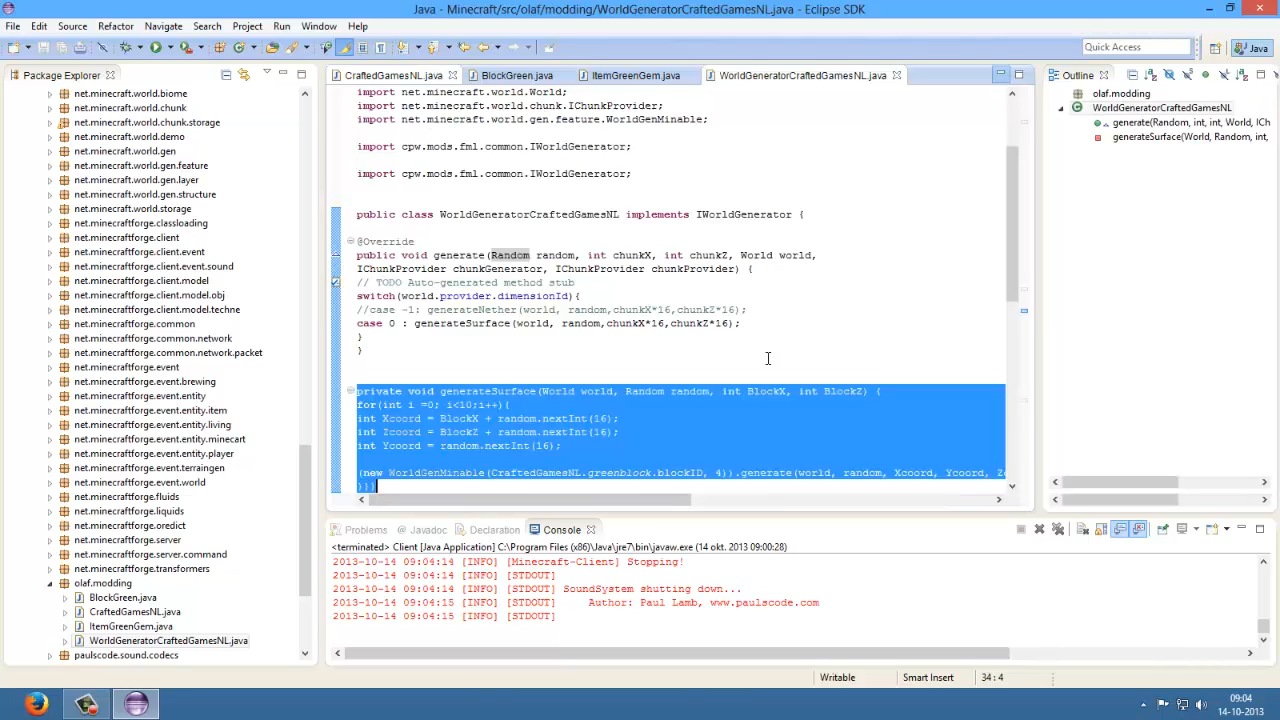 Java - Minecraft/src/olaf/modding/WorldGeneratorCraftedGamesNL.java - Eclipse SDK
File Edit Source Refactor Navigate Search Project Run Window Help
Quick Access
Java
Package Explorer
net.minecraft.world.biome
net.minecraft.world.chunk
net.minecraft.world.chunk.storage
net.minecraft.world.demo
net.minecraft.world.gen
net.minecraft.world.gen.feature
net.minecraft.world.gen.layer
net.minecraft.world.gen.structure
net.minecraft.world.storage
net.minecraftforge.classloading
net.minecraftforge.client
net.minecraftforge.client.event
net.minecraftforge.client.event.sound
net.minecraftforge.client.model
net.minecraftforge.client.model.obj
net.minecraftforge.client.model.techne
net.minecraftforge.common
net.minecraftforge.common.network
net.minecraftforge.common.network.packet
net.minecraftforge.event
net.minecraftforge.event.brewing
net.minecraftforge.event.entity
net.minecraftforge.event.entity.item
net.minecraftforge.event.entity.living
net.minecraftforge.event.entity.minecart
net.minecraftforge.event.entity.player
net.minecraftforge.event.terraingen
net.minecraftforge.event.world
net.minecraftforge.fluids
net.minecraftforge.liquids
net.minecraftforge.oredict
net.minecraftforge.server
net.minecraftforge.server.command
net.minecraftforge.transformers
olaf.modding
BlockGreen.java
CraftedGamesNL.java
ItemGreenGem.java
WorldGeneratorCraftedGamesNL.java
paulscode.sound.codecs
CraftedGamesNL.java BlockGreen.java ItemGreenGem.java WorldGeneratorCraftedGamesNL.java
import net.minecraft.world.World;
import net.minecraft.world.chunk.IChunkProvider;
import net.minecraft.world.gen.feature.WorldGenMinable;
import cpw.mods.fml.common.IWorldGenerator;
import cpw.mods.fml.common.IWorldGenerator;
public class WorldGeneratorCraftedGamesNL implements IWorldGenerator {
@Override
public void generate(Random random, int chunkX, int chunkZ, World world,
IChunkProvider chunkGenerator, IChunkProvider chunkProvider) {
// TODO Auto-generated method stub
switch(world.provider.dimensionId){
//case -1: generateNether(world, random,chunkX*16,chunkZ*16);
case 0 : generateSurface(world, random,chunkX*16,chunkZ*16);
}
}
private void generateSurface(World world, Random random, int BlockX, int BlockZ) {
for(int i =0; i<10;i++){
int Xcoord = BlockX + random.nextInt(16);
int Zcoord = BlockZ + random.nextInt(16);
int Ycoord = random.nextInt(16);
(new WorldGenMinable(CraftedGamesNL.greenblock.blockID, 4)).generate(world, random, Xcoord, Ycoord, Zc
}}}
Outline
olaf.modding
WorldGeneratorCraftedGamesNL
generate(Random, int, int, World, ICh
generateSurface(World, Random, int,
Problems Javadoc Declaration Console
<terminated> Client [Java Application] C:\Program Files (x86)\Java\jre7\bin\javaw.exe (14 okt. 2013 09:00:28)
2013-10-14 09:04:14 [INFO] [Minecraft-Client] Stopping!
2013-10-14 09:04:14 [INFO] [STDOUT]
2013-10-14 09:04:14 [INFO] [STDOUT] SoundSystem shutting down...
2013-10-14 09:04:15 [INFO] [STDOUT] Author: Paul Lamb, www.paulscode.com
2013-10-14 09:04:15 [INFO] [STDOUT]
Writable Smart Insert 34 : 4
09:04
14-10-2013